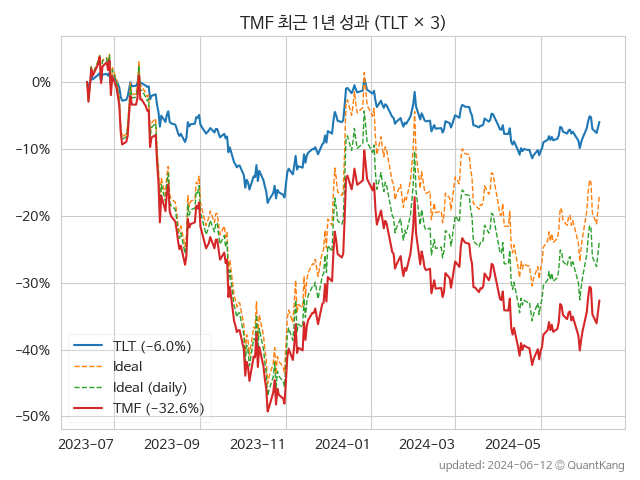 TMF 최근 1년 성과 (TLT × 3)
0%
−10%
−20%
−30%
−40%
−50%
TLT (−6.0%)
Ideal
Ideal (daily)
TMF (−32.6%)
2023-07
2023-09
2023-11
2024-01
2024-03
2024-05
updated: 2024-06-12 © QuantKang